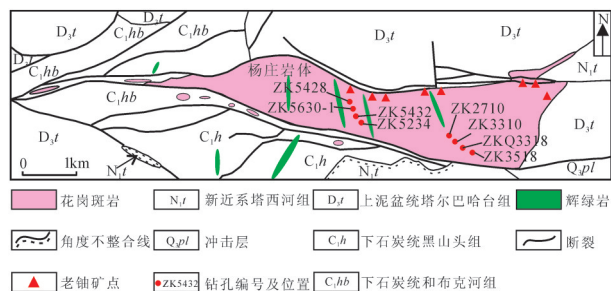 D₃t
C₁hb
D₃t
D₃t
N
D₃t
C₁hb
D₃t
N₁t
杨庄岩体
C₁hb
ZK5428
ZK5630-1
ZK5432
ZK5234
ZK2710
ZK3310
ZKQ3318
ZK3518
D₃t
C₁h
D₃t
0 1km
N₁t
C₁h
N₁t
Q₃pl
花岗斑岩 N₁t 新近系塔西河组 D₃t 上泥盆统塔尔巴哈台组 辉绿岩
角度不整合线 Q₃pl 冲击层 C₁h 下石炭统黑山头组 断裂
老铀矿点 ZK5432 钻孔编号及位置 C₁hb 下石炭统和布克河组